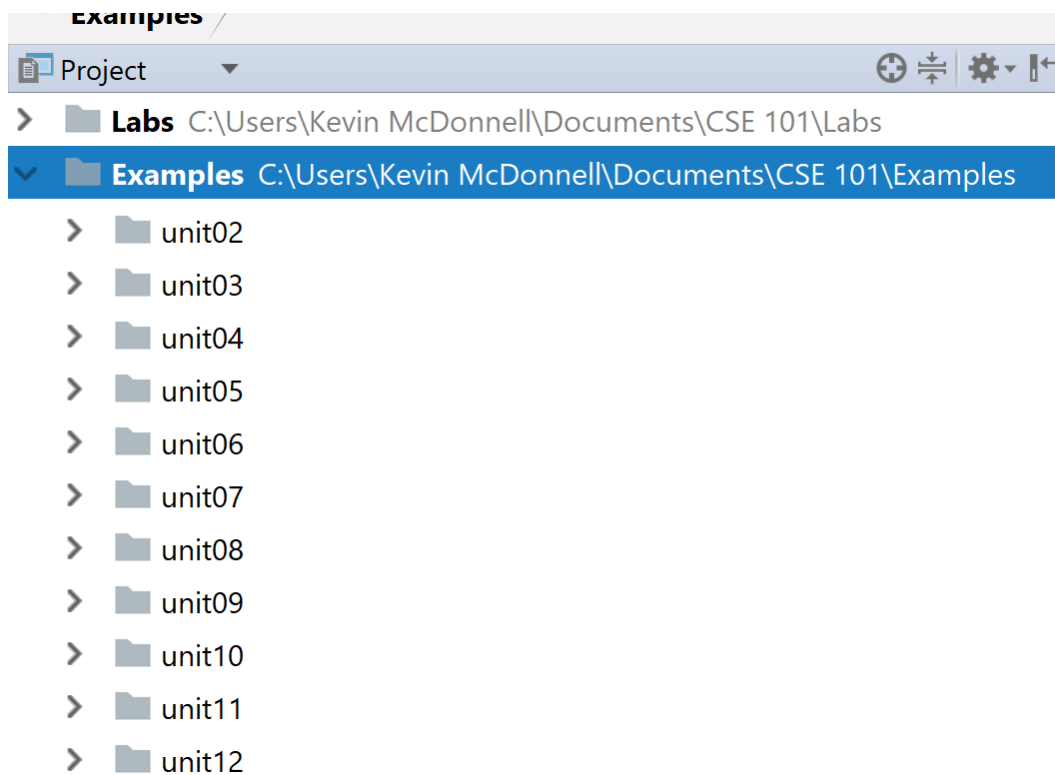 Examples
Project
Labs C:\Users\Kevin McDonnell\Documents\CSE 101\Labs
Examples C:\Users\Kevin McDonnell\Documents\CSE 101\Examples
unit02
unit03
unit04
unit05
unit06
unit07
unit08
unit09
unit10
unit11
unit12